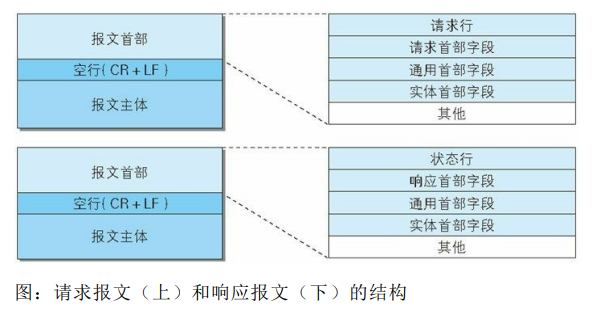 报文首部
空行(CR+LF)
报文主体
请求行
请求首部字段
通用首部字段
实体首部字段
其他
报文首部
空行(CR+LF)
报文主体
状态行
响应首部字段
通用首部字段
实体首部字段
其他
图：请求报文（上）和响应报文（下）的结构